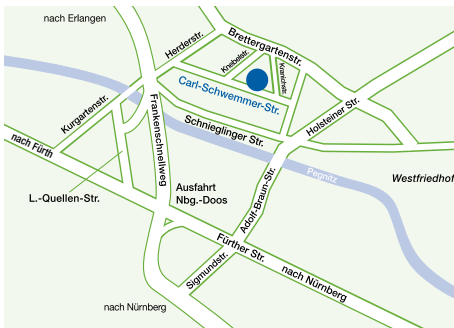 nach Erlangen
Herderstr.
Brettergartenstr.
Knebelstr.
Kranichstr.
Carl-Schwemmer-Str.
Kurgartenstr.
Frankenschnellweg
Schnieglinger Str.
Holsteiner Str.
nach Fürth
Pegnitz
Westfriedhof
L.-Quellen-Str.
Ausfahrt
Nbg.-Doos
Adolf-Braun-Str.
Fürther Str.
Sigmundstr.
nach Nürnberg
nach Nürnberg